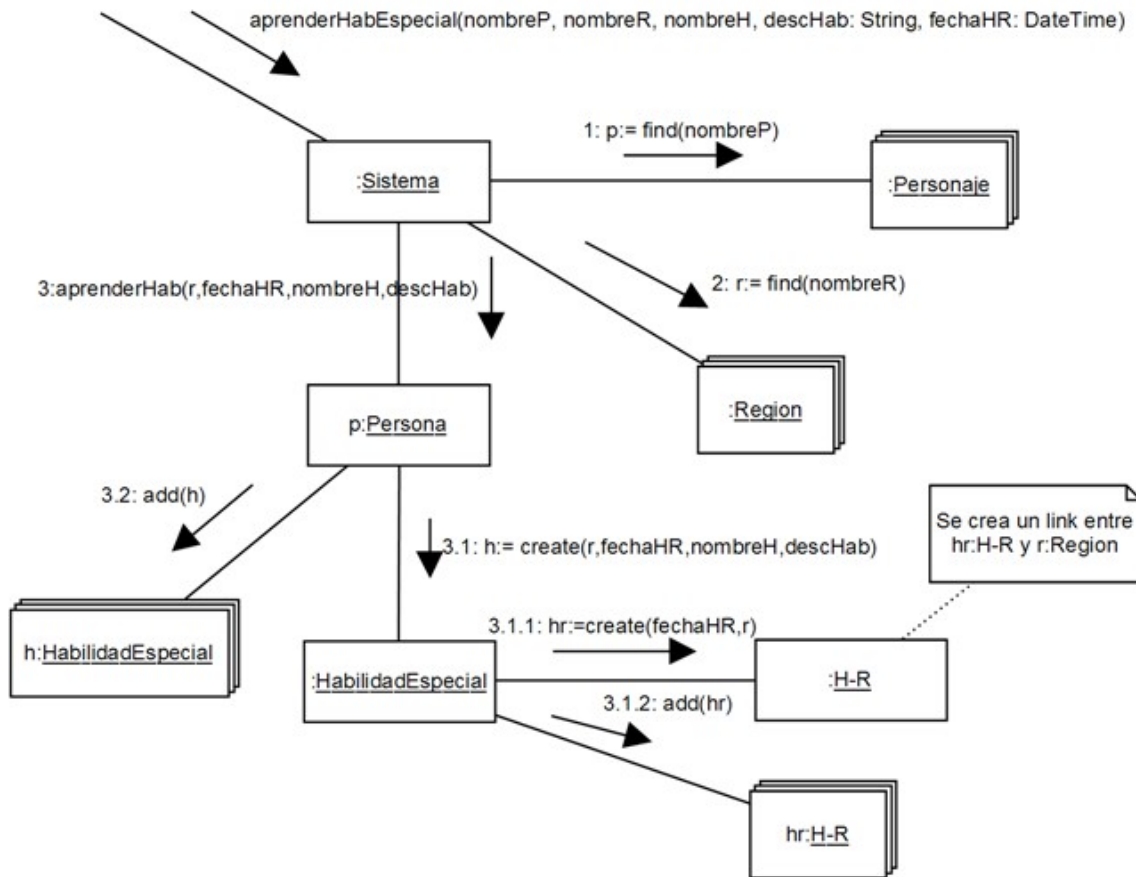 aprenderHabEspecial(nombreP, nombreR, nombreH, descHab: String, fechaHR: DateTime)
1: p:= find(nombreP)
:Sistema
:Personaje
3:aprenderHab(r,fechaHR,nombreH,descHab)
2: r:= find(nombreR)
:Region
p:Persona
3.2: add(h)
3.1: h:= create(r,fechaHR,nombreH,descHab)
Se crea un link entre
hr:H-R y r:Region
h:HabilidadEspecial
3.1.1: hr:=create(fechaHR,r)
:HabilidadEspecial
:H-R
3.1.2: add(hr)
hr:H-R